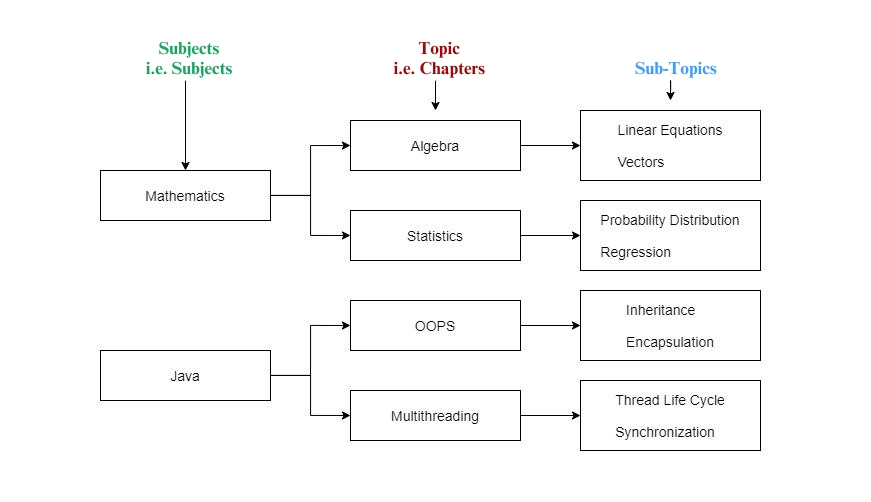 Subjects
i.e. Subjects
Topic
i.e. Chapters
Sub-Topics
Mathematics
Algebra
Linear Equations
Vectors
Statistics
Probability Distribution
Regression
Java
OOPS
Inheritance
Encapsulation
Multithreading
Thread Life Cycle
Synchronization